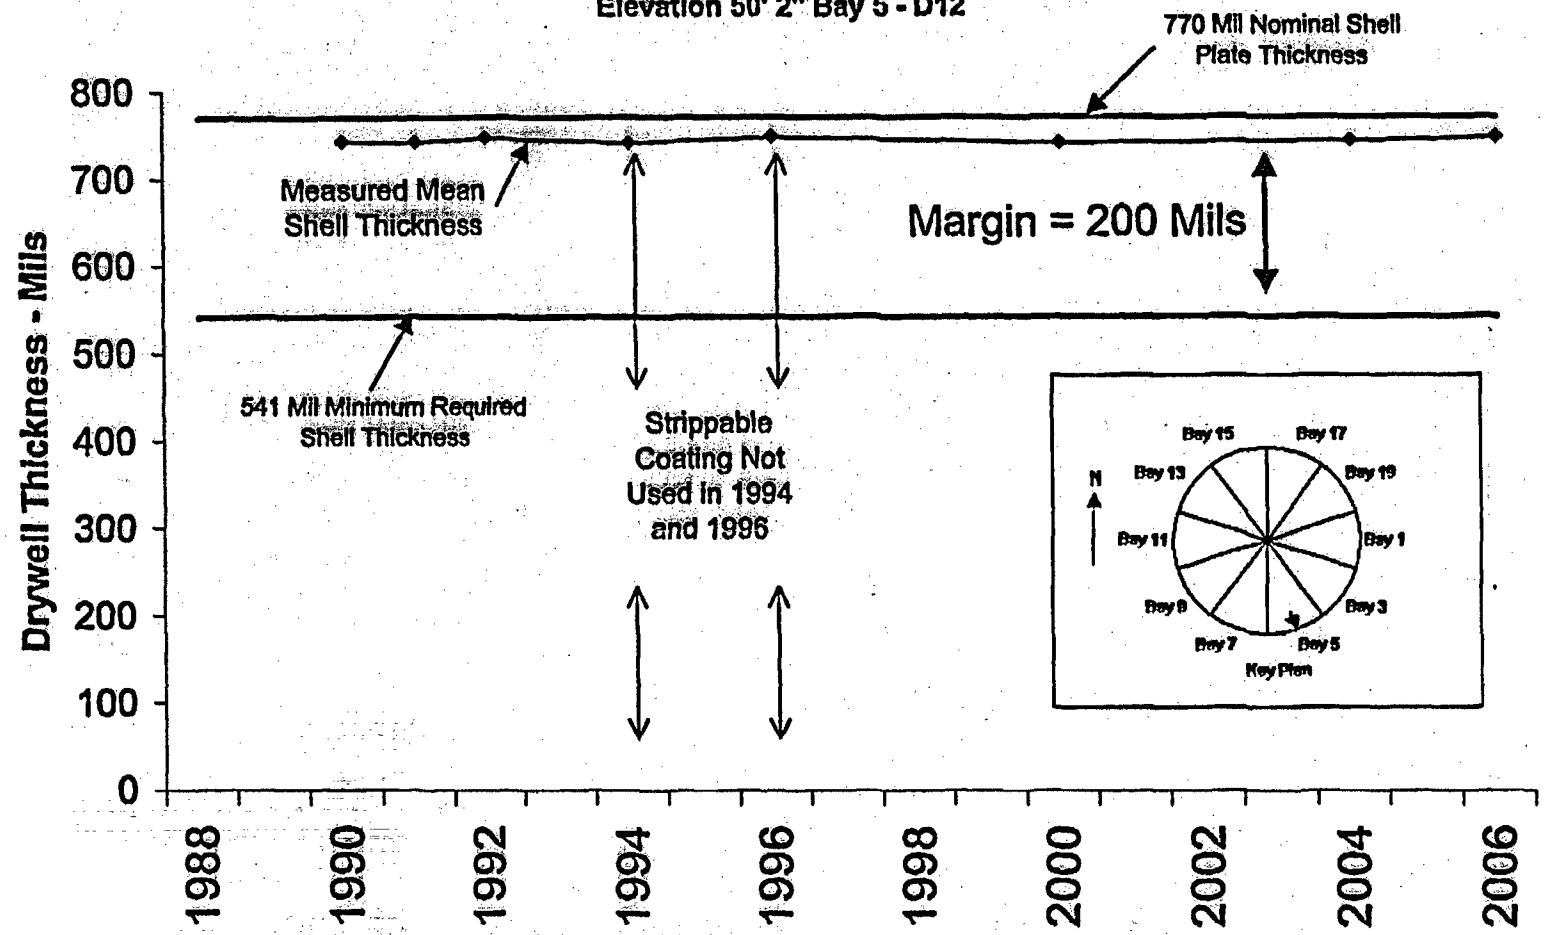 Elevation 50' 2" Bay 5 - D12
770 Mil Nominal Shell
Plate Thickness
800
700
600
500
400
300
200
100
0
Drywell Thickness - Mils
Measured Mean
Shell Thickness
Margin = 200 Mils
541 Mil Minimum Required
Shell Thickness
Strippable
Coating Not
Used in 1994
and 1996
Bay 15
Bay 17
Bay 13
Bay 19
N
Bay 11
Bay 1
Bay 9
Bay 3
Bay 7
Bay 5
Key Plan
1988
1990
1992
1994
1996
1998
2000
2002
2004
2006